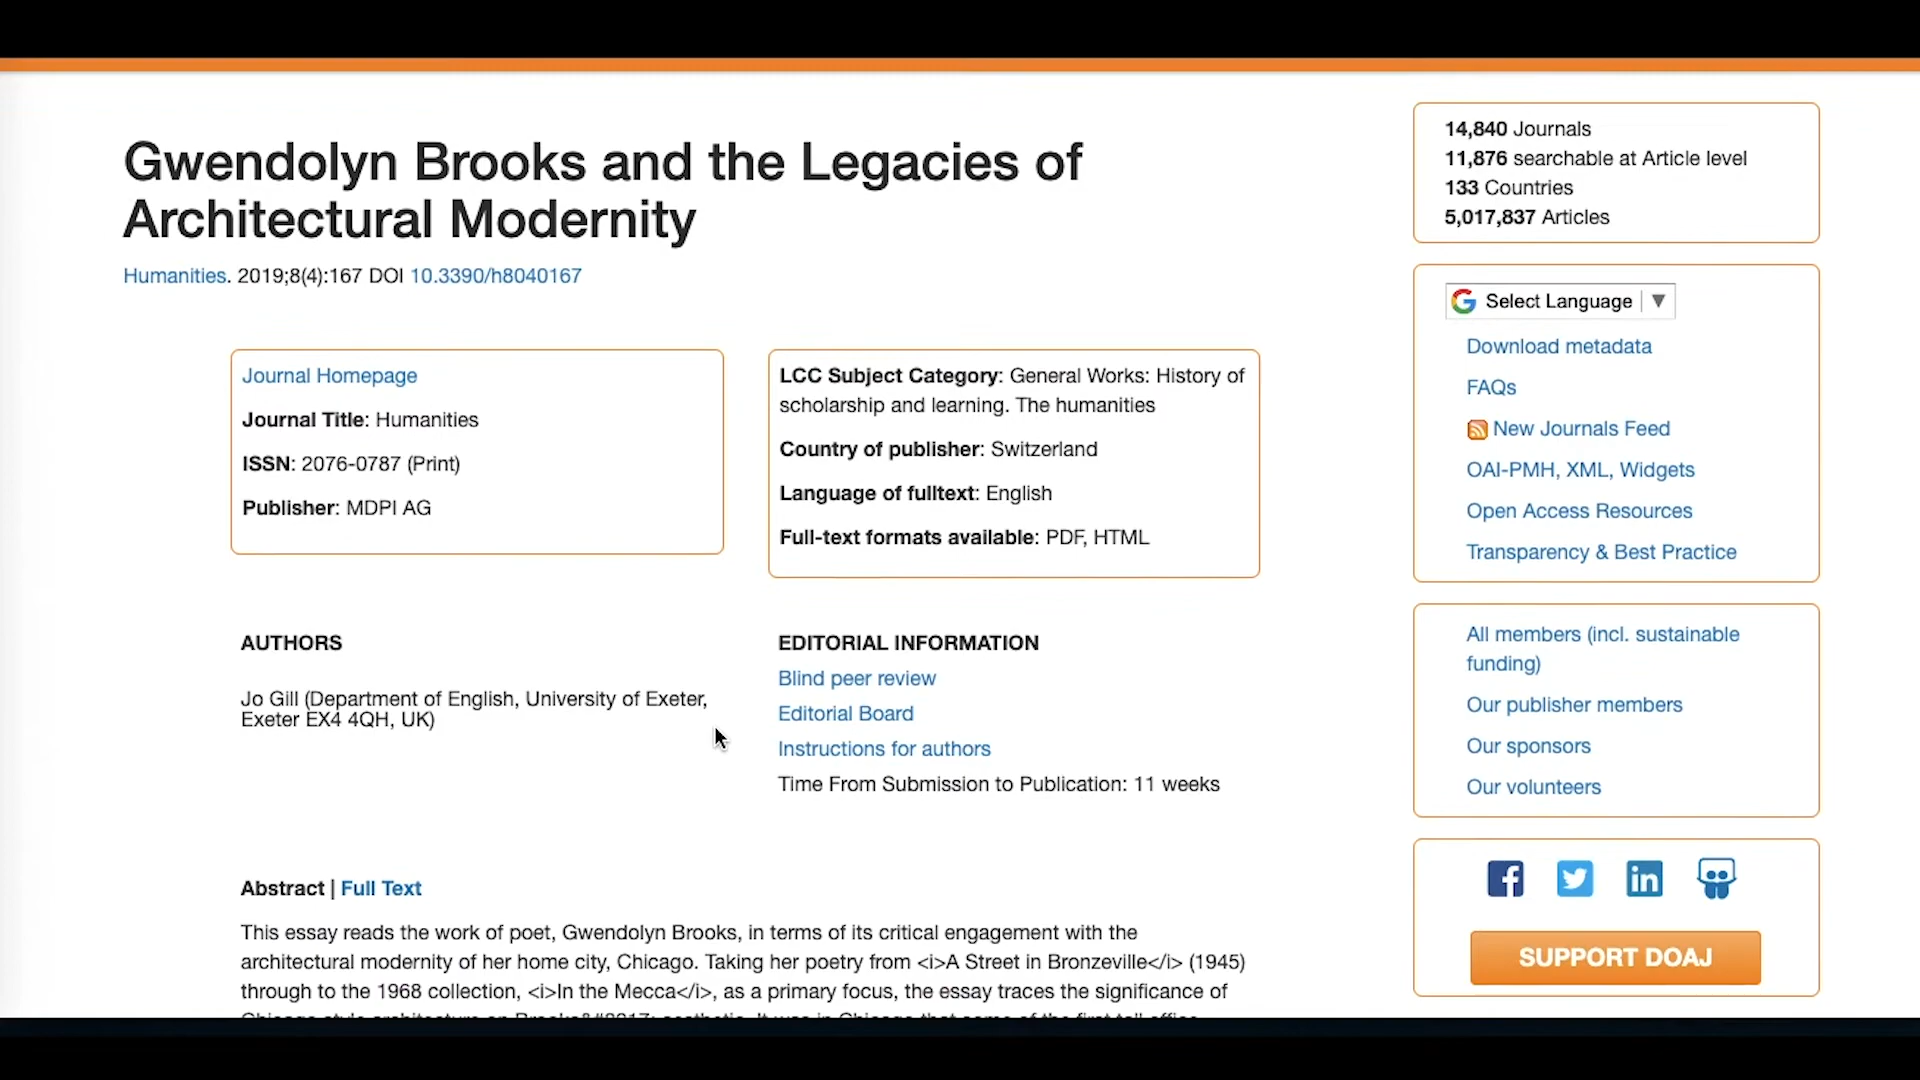 Gwendolyn Brooks and the Legacies of
Architectural Modernity
Humanities. 2019;8(4):167 DOI 10.3390/h8040167
Journal Homepage
Journal Title: Humanities
ISSN: 2076-0787 (Print)
Publisher: MDPI AG
LCC Subject Category: General Works: History of
scholarship and learning. The humanities
Country of publisher: Switzerland
Language of fulltext: English
Full-text formats available: PDF, HTML
AUTHORS
Jo Gill (Department of English, University of Exeter,
Exeter EX4 4QH, UK)
EDITORIAL INFORMATION
Blind peer review
Editorial Board
Instructions for authors
Time From Submission to Publication: 11 weeks
Abstract | Full Text
This essay reads the work of poet, Gwendolyn Brooks, in terms of its critical engagement with the
architectural modernity of her home city, Chicago. Taking her poetry from <i>A Street in Bronzeville</i> (1945)
through to the 1968 collection, <i>In the Mecca</i>, as a primary focus, the essay traces the significance of
14,840 Journals
11,876 searchable at Article level
133 Countries
5,017,837 Articles
Select Language ▼
Download metadata
FAQs
New Journals Feed
OAI-PMH, XML, Widgets
Open Access Resources
Transparency & Best Practice
All members (incl. sustainable
funding)
Our publisher members
Our sponsors
Our volunteers
SUPPORT DOAJ